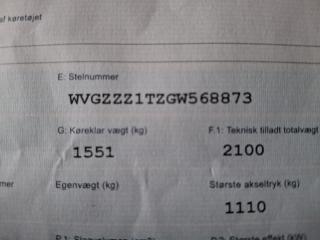 af køretøjet
E: Stelnummer
WVGZZZ1TZGW568873
G: Køreklar vægt (kg) F.1: Teknisk tilladt totalvægt
1551 2100
Egenvægt (kg) Største akseltryk (kg)
1110